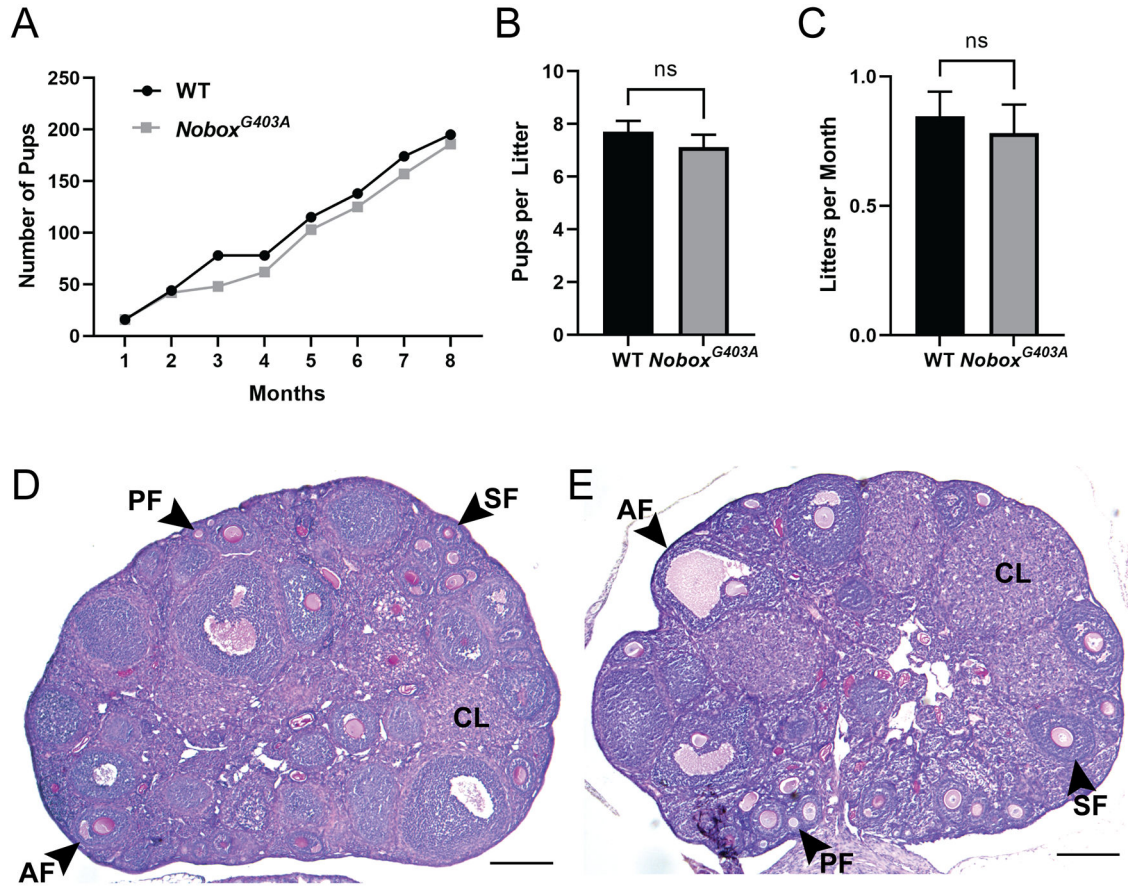 A
Number of Pups
250
200
150
100
50
0
WT
Nobox^G403A
1 2 3 4 5 6 7 8
Months
B
ns
Pups per Litter
10
8
6
4
2
0
WT Nobox^G403A
C
ns
Litters per Month
1.0
0.5
0.0
WT Nobox^G403A
D
PF
SF
CL
AF
E
AF
CL
SF
PF